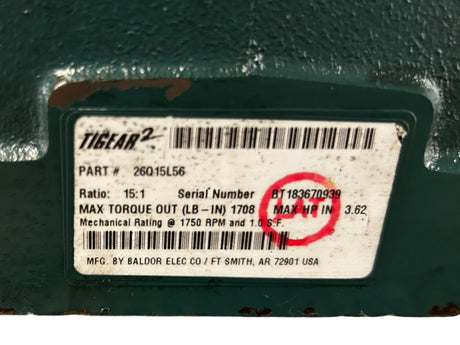 TIGEAR2
PART # 26Q15L56
Ratio: 15:1 Serial Number BT183670939
MAX TORQUE OUT (LB-IN) 1708 MAX HP IN 3.62
Mechanical Rating @ 1750 RPM and 1.0 S.F.
MFG. BY BALDOR ELEC CO / FT SMITH, AR 72901 USA